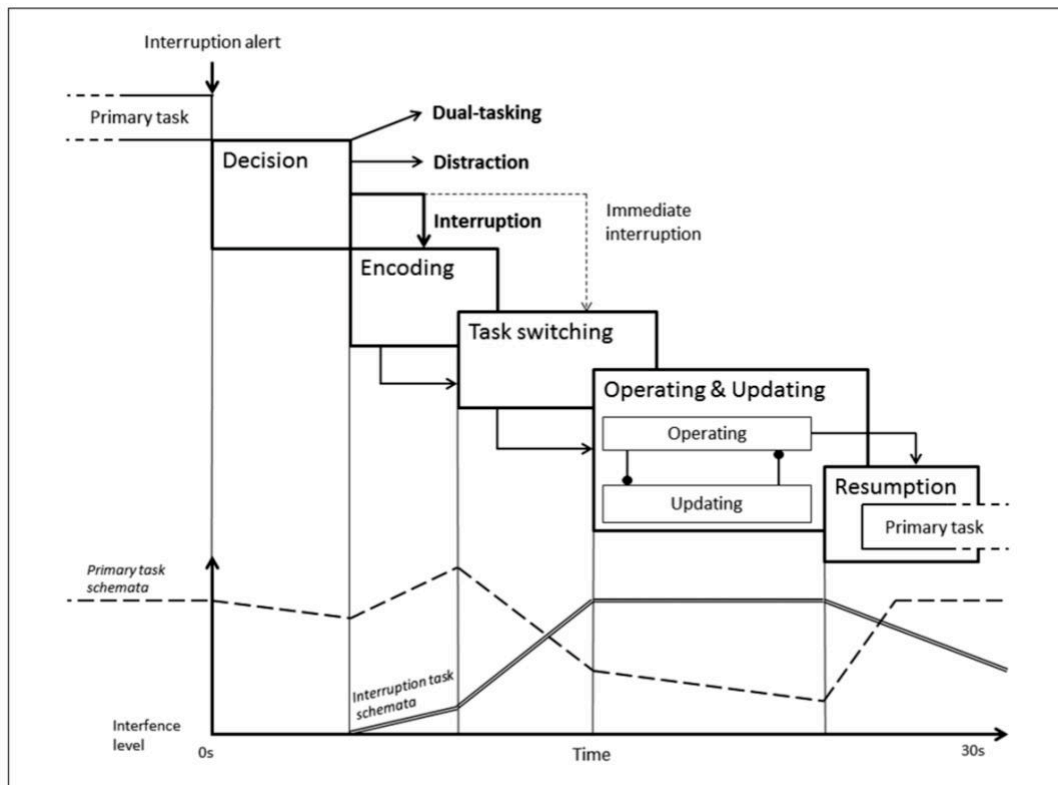 Interruption alert
Primary task
Dual-tasking
Decision
Distraction
Interruption
Immediate
interruption
Encoding
Task switching
Operating & Updating
Operating
Updating
Resumption
Primary task
Primary task
schemata
Interruption task
schemata
Interfence
level
0s
Time
30s